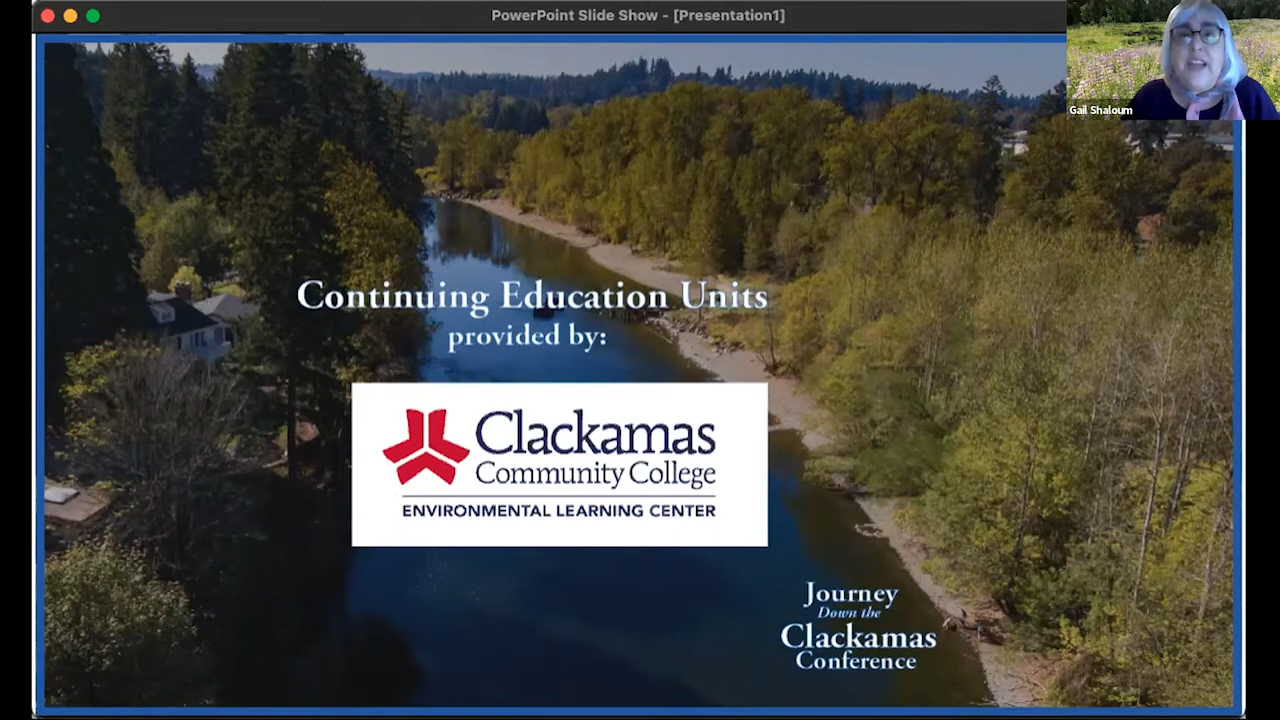 PowerPoint Slide Show - [Presentation1]
Gail Shaloum
Continuing Education Units
provided by:
Clackamas
Community College
ENVIRONMENTAL LEARNING CENTER
Journey
Down the
Clackamas
Conference